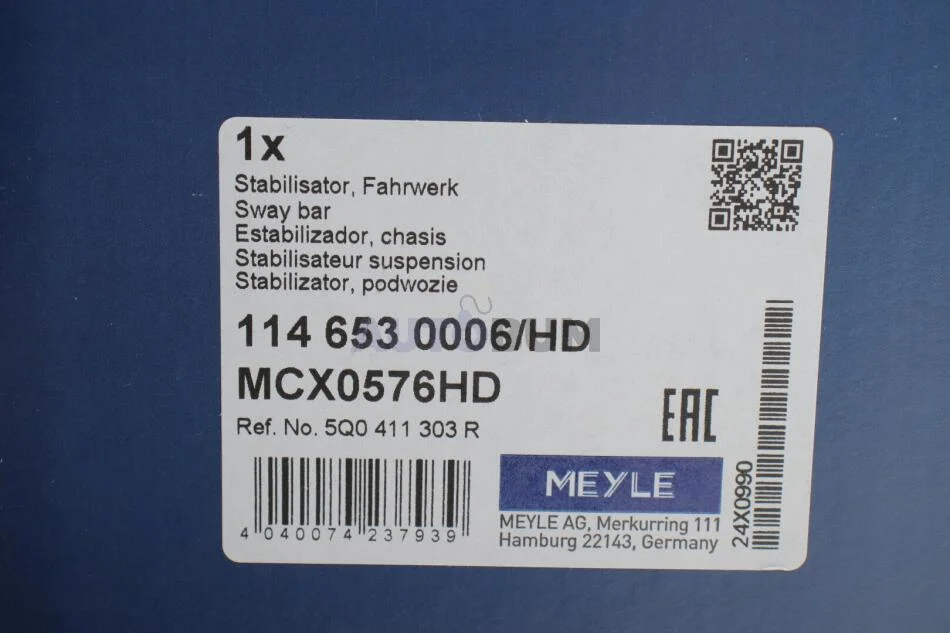 1x
Stabilisator, Fahrwerk
Sway bar
Estabilizador, chasis
Stabilisateur suspension
Stabilizator, podwozie
114 653 0006/HD
MCX0576HD
Ref. No. 5Q0 411 303 R
EAC
4 040074 237939
MEYLE
MEYLE AG, Merkurring 111
Hamburg 22143, Germany
24X0990